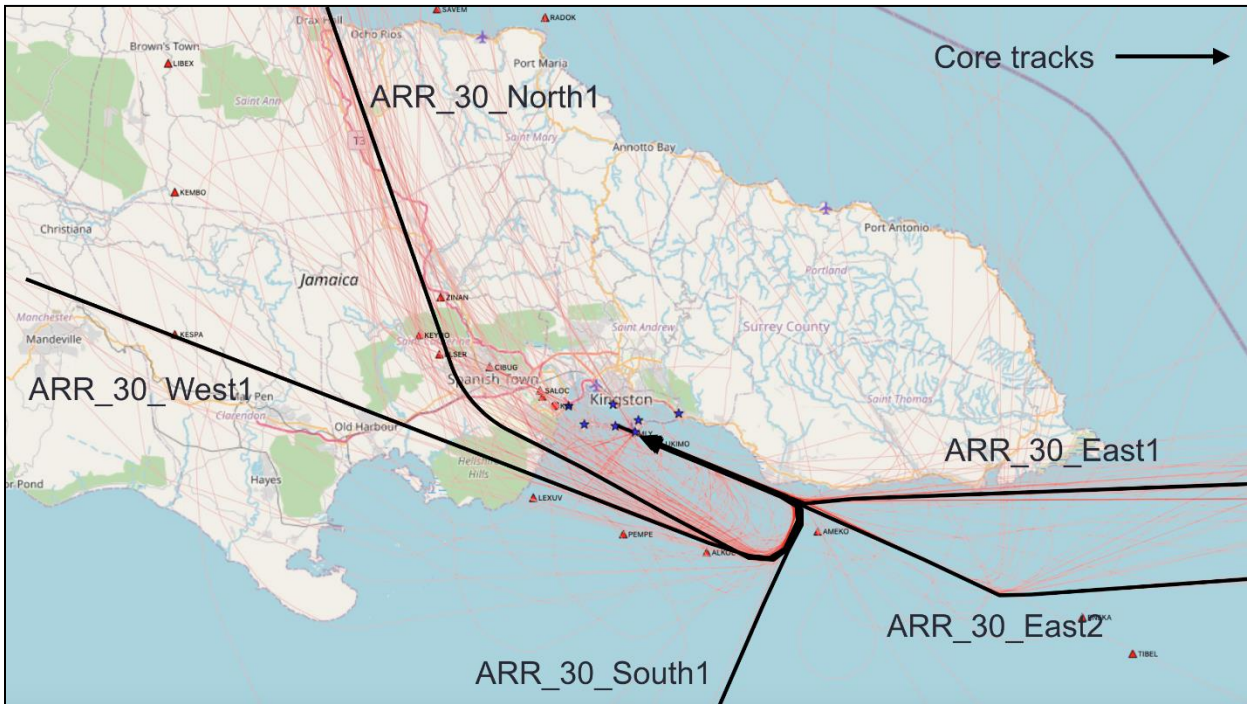 SAVEM
RADOK
Drax Hall
Ocho Rios
Brown's Town
LIBEX
Port Maria
Core tracks
ARR_30_North1
Saint Ann
T3
Saint Mary
Annotto Bay
KEMBO
Christiana
Port Antonio
Jamaica
ZINAN
Portland
Manchester
Mandeville
KESPA
Saint Andrew
Surrey County
CIBUG
Spanish Town
ARR_30_West1
SALOC
Kingston
Saint Thomas
Clarendon
Old Harbour
UKIMO
ARR_30_East1
Hayes
Hellshire
Hills
LEXUV
PEMPE
AMEKO
ARR_30_East2
TIBEL
ARR_30_South1